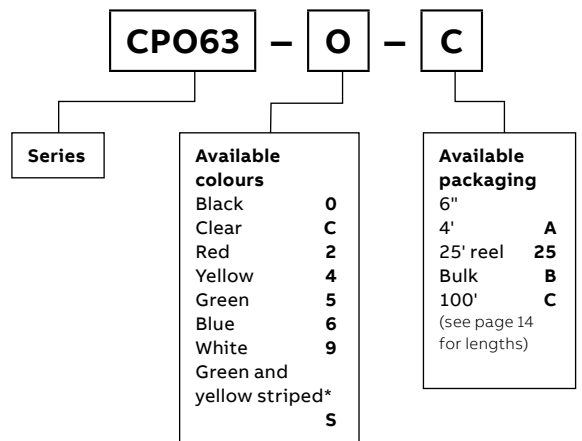 CPO63 – O – C
Series
Available
colours
Black 0
Clear C
Red 2
Yellow 4
Green 5
Blue 6
White 9
Green and
yellow striped*
S
Available
packaging
6"
4' A
25' reel 25
Bulk B
100' C
(see page 14
for lengths)